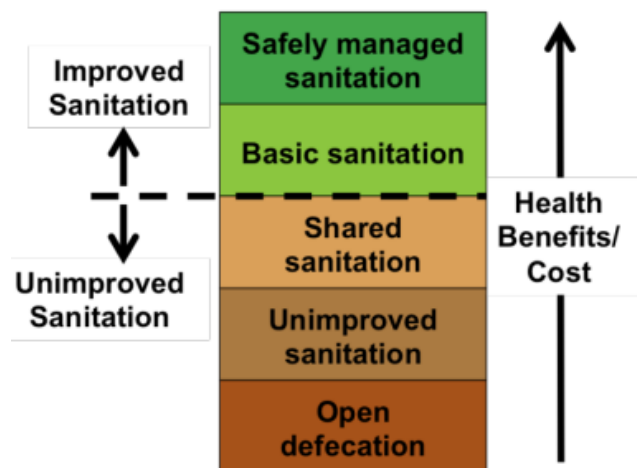 Safely managed
sanitation
Improved
Sanitation
Basic sanitation
Shared
sanitation
Health
Benefits/
Cost
Unimproved
Sanitation
Unimproved
sanitation
Open
defecation